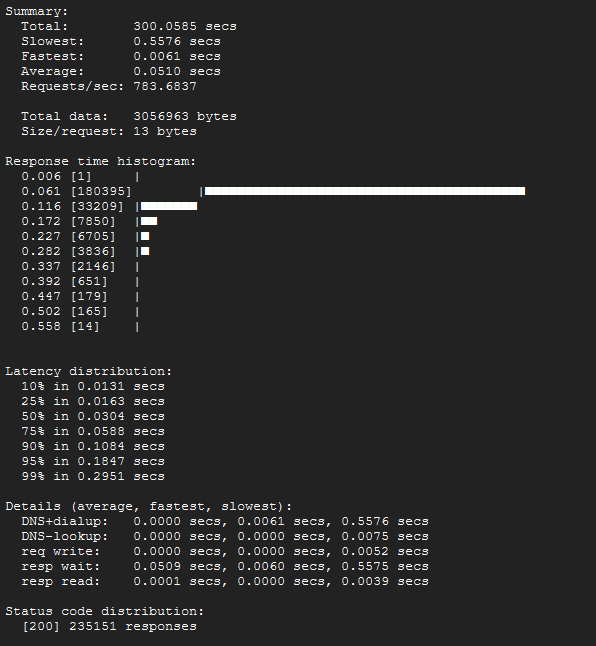 Summary:
  Total:        300.0585 secs
  Slowest:      0.5576 secs
  Fastest:      0.0061 secs
  Average:      0.0510 secs
  Requests/sec: 783.6837

  Total data:   3056963 bytes
  Size/request: 13 bytes

Response time histogram:
  0.006 [1]     |
  0.061 [180395]        |■■■■■■■■■■■■■■■■■■■■■■■■■■■■■■■■■■■■■■■■
  0.116 [33209] |■■■■■■■
  0.172 [7850]  |■■
  0.227 [6705]  |■
  0.282 [3836]  |■
  0.337 [2146]  |
  0.392 [651]   |
  0.447 [179]   |
  0.502 [165]   |
  0.558 [14]    |

Latency distribution:
  10% in 0.0131 secs
  25% in 0.0163 secs
  50% in 0.0304 secs
  75% in 0.0588 secs
  90% in 0.1084 secs
  95% in 0.1847 secs
  99% in 0.2951 secs

Details (average, fastest, slowest):
  DNS+dialup:   0.0000 secs, 0.0061 secs, 0.5576 secs
  DNS-lookup:   0.0000 secs, 0.0000 secs, 0.0075 secs
  req write:    0.0000 secs, 0.0000 secs, 0.0052 secs
  resp wait:    0.0509 secs, 0.0060 secs, 0.5575 secs
  resp read:    0.0001 secs, 0.0000 secs, 0.0039 secs

Status code distribution:
  [200] 235151 responses